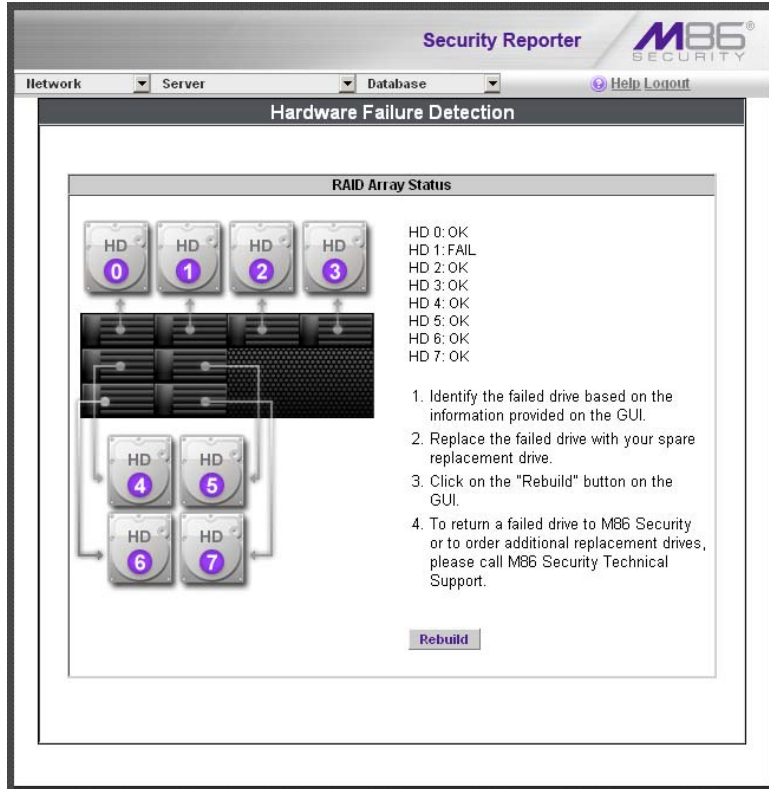 Security Reporter
M86®
SECURITY
Network
Server
Database
Help Logout
Hardware Failure Detection
RAID Array Status
HD 0
HD 1
HD 2
HD 3
HD 4
HD 5
HD 6
HD 7
HD 0: OK
HD 1: FAIL
HD 2: OK
HD 3: OK
HD 4: OK
HD 5: OK
HD 6: OK
HD 7: OK
1. Identify the failed drive based on the
information provided on the GUI.
2. Replace the failed drive with your spare
replacement drive.
3. Click on the "Rebuild" button on the
GUI.
4. To return a failed drive to M86 Security
or to order additional replacement drives,
please call M86 Security Technical
Support.
Rebuild